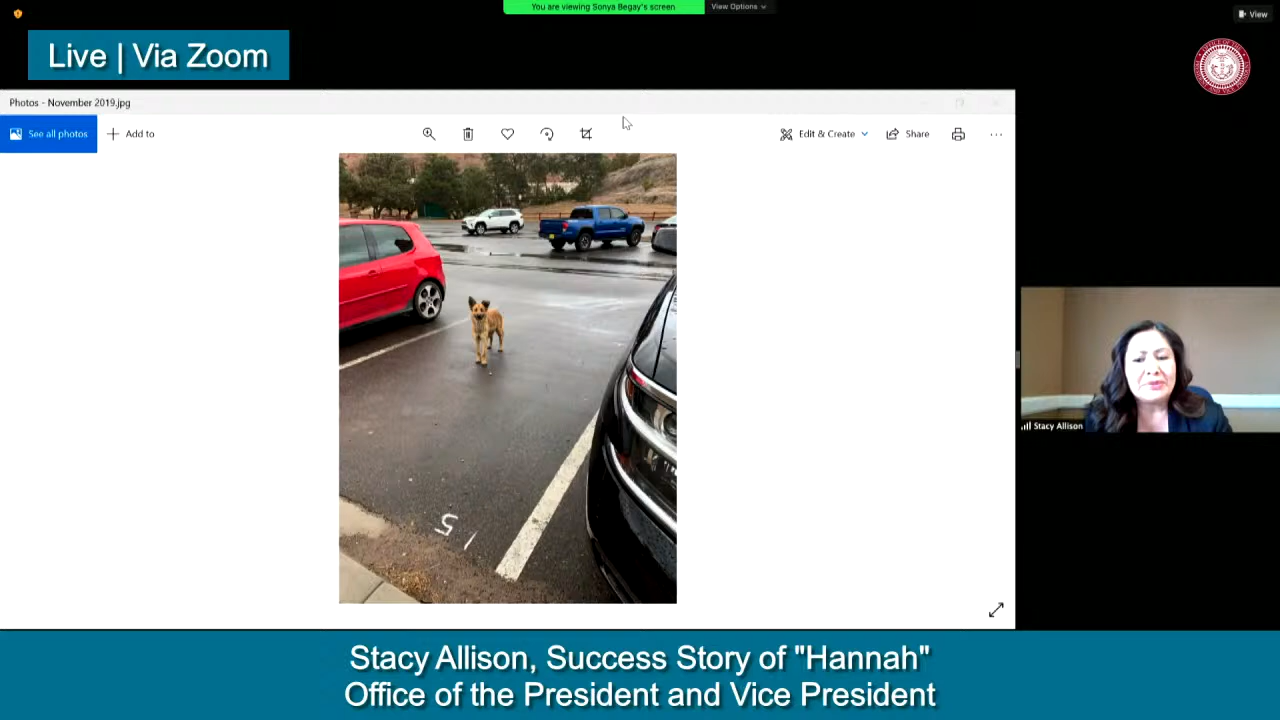 You are viewing Sonya Begay's screen
View Options
View
Live | Via Zoom
Photos - November 2019.jpg
See all photos
Add to
Edit & Create
Share
15
Stacy Allison
Stacy Allison, Success Story of "Hannah"
Office of the President and Vice President